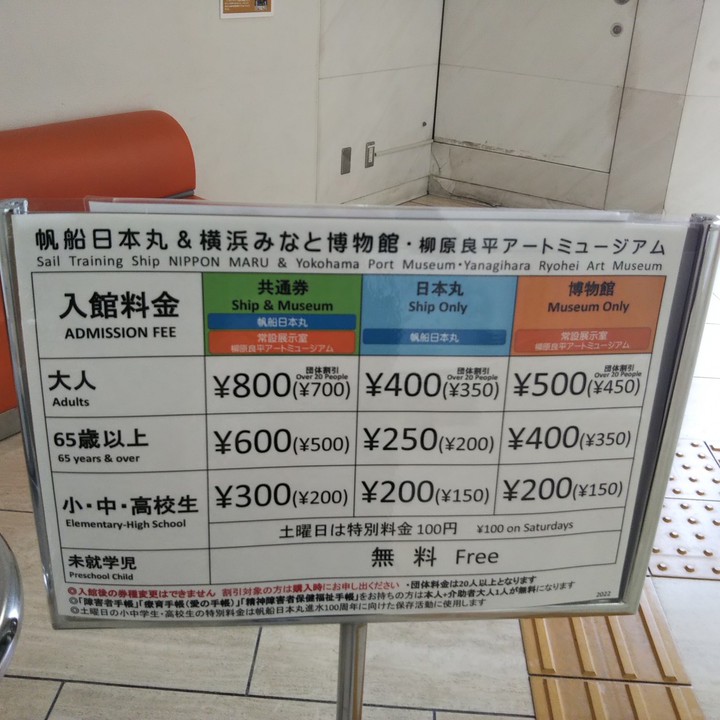 帆船日本丸&横浜みなと博物館・柳原良平アートミュージアム
Sail Training Ship NIPPON MARU & Yokohama Port Museum・Yanagihara Ryohei Art Museum
入館料金
ADMISSION FEE
共通券
Ship & Museum
帆船日本丸
常設展示室
柳原良平アートミュージアム
日本丸
Ship Only
帆船日本丸
博物館
Museum Only
常設展示室
柳原良平アートミュージアム
大人
Adults
団体割引
Over 20 People
¥800(¥700)
団体割引
Over 20 People
¥400(¥350)
団体割引
Over 20 People
¥500(¥450)
65歳以上
65 years & over
¥600(¥500)
¥250(¥200)
¥400(¥350)
小・中・高校生
Elementary-High School
¥300(¥200)
¥200(¥150)
¥200(¥150)
土曜日は特別料金 100円 ¥100 on Saturdays
未就学児
Preschool Child
無料 Free
◎入館後の券種変更はできません 割引対象の方は購入時にお申し出ください ・団体料金は20人以上となります
◎「障害者手帳」「療育手帳(愛の手帳)」「精神障害者保健福祉手帳」をお持ちの方は本人+介助者大人1人が無料になります
◎土曜日の小中学生・高校生の特別料金は帆船日本丸進水100周年に向けた保存活動に使用します
2022